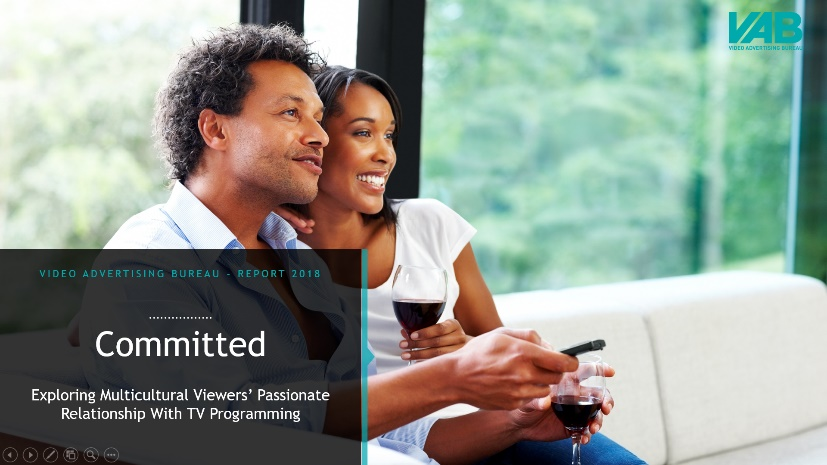 VAB
VIDEO ADVERTISING BUREAU
VIDEO ADVERTISING BUREAU - REPORT 2018
Committed
Exploring Multicultural Viewers' Passionate
Relationship With TV Programming